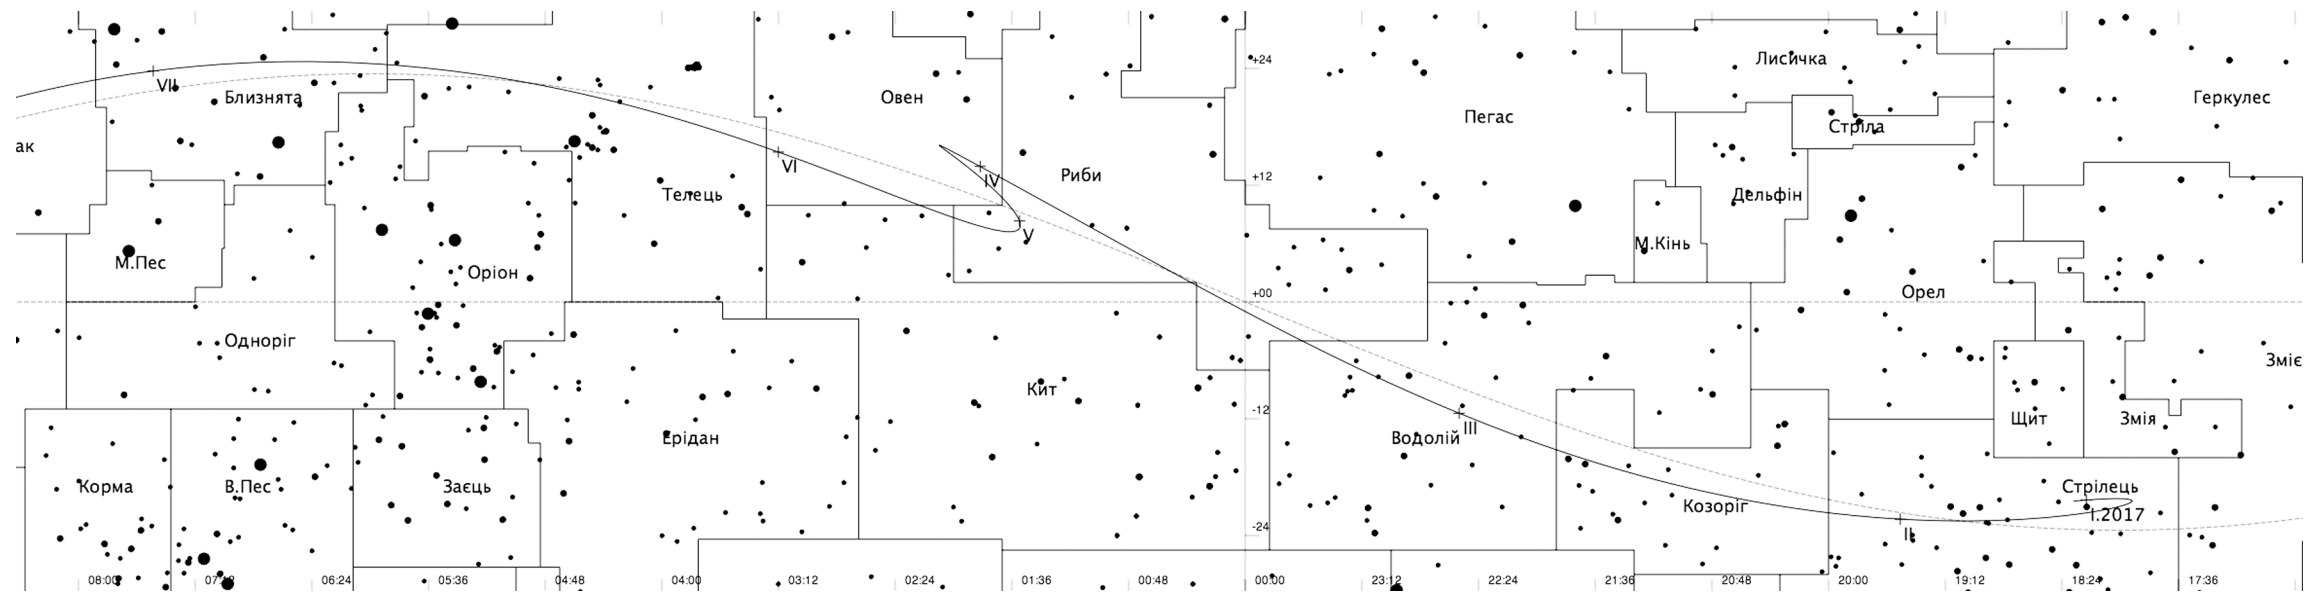 +24
Лисичка
VII
Близнята
Овен
Геркулес
Пегас
Стріла
ак
VI
IV
Риби
+12
Телець
Дельфін
V
М.Кінь
М.Пес
Оріон
+00
Орел
Одноріг
Зміє
Кит
-12
III
Щит
Змія
Ерідан
Водолій
Корма
В.Пес
Заєць
Козоріг
Стрілець
I.2017
-24
II
08:00 07:12 06:24 05:36 04:48 04:00 03:12 02:24 01:36 00:48 00:00 23:12 22:24 21:36 20:48 20:00 19:12 18:24 17:36